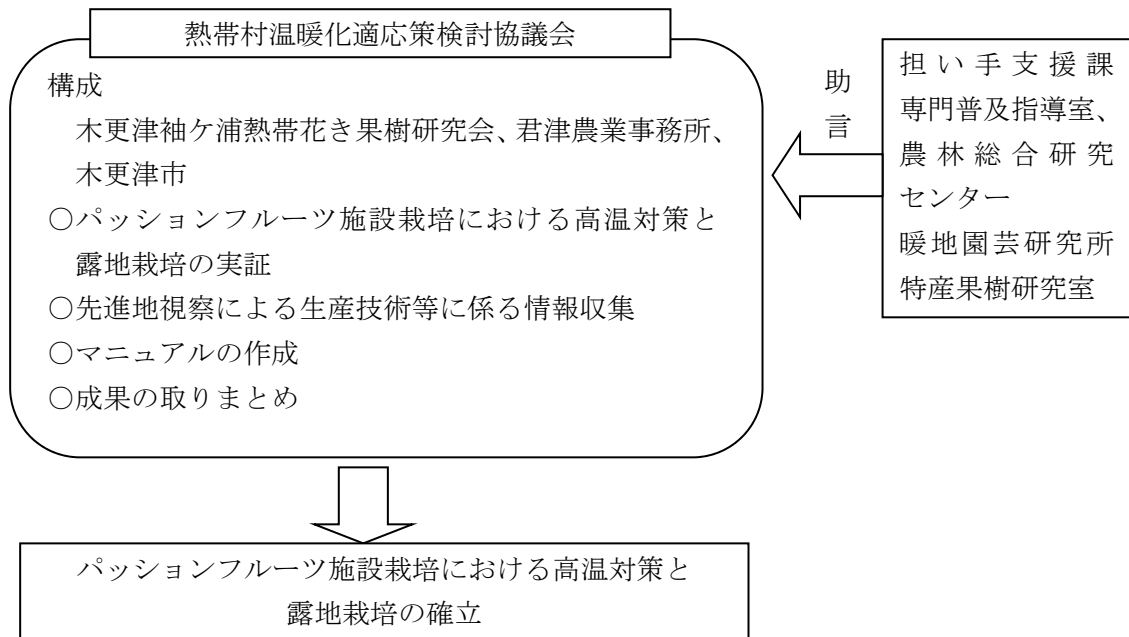 熱帯村温暖化適応策検討協議会
構成
木更津袖ケ浦熱帯花き果樹研究会、君津農業事務所、
木更津市
○パッションフルーツ施設栽培における高温対策と
露地栽培の実証
○先進地視察による生産技術等に係る情報収集
○マニュアルの作成
○成果の取りまとめ
助
言
担い手支援課
専門普及指導室、
農林総合研究
センター
暖地園芸研究所
特産果樹研究室
パッションフルーツ施設栽培における高温対策と
露地栽培の確立